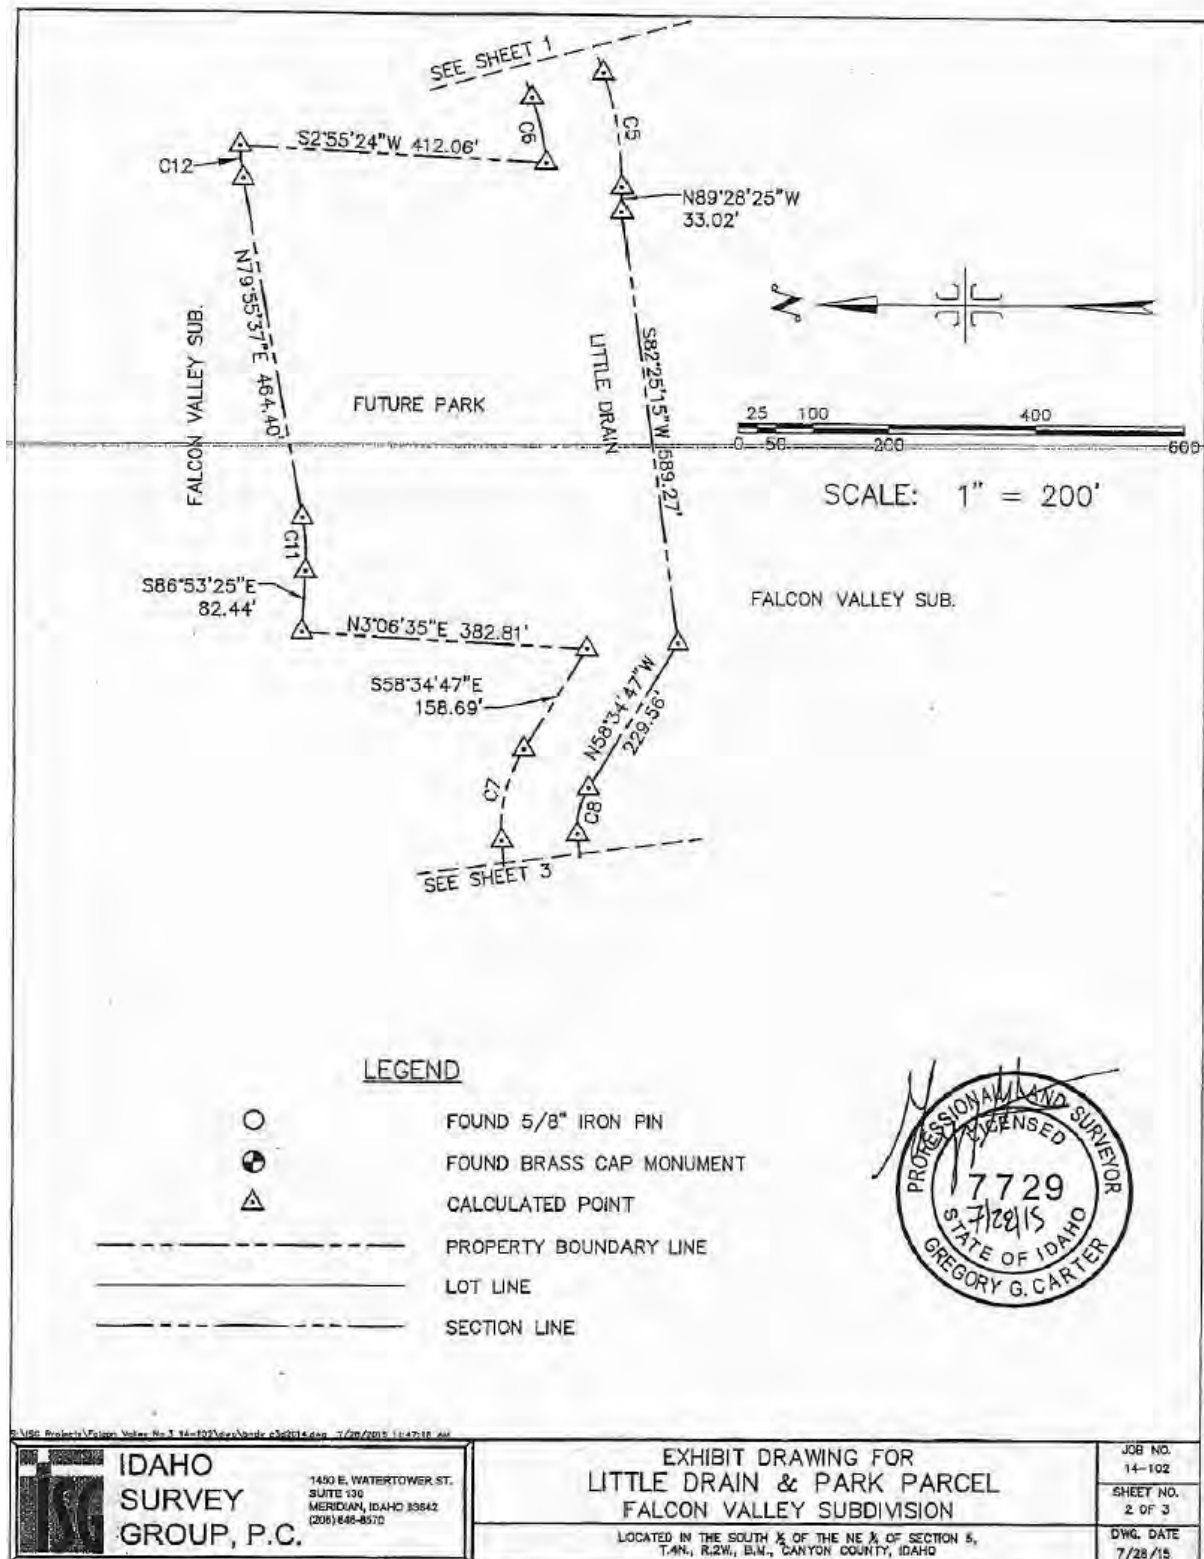 SEE SHEET 1
C5
C6
S2°55'24"W 412.06'
C12
N89°28'25"W
33.02'
N
N79°55'37"E 464.40'
FALCON VALLEY SUB.
FUTURE PARK
LITTLE DRAIN
S82°25'15"W 589.27'
25 100 400
0 50 200 600
SCALE: 1" = 200'
C11
S86°53'25"E
82.44'
FALCON VALLEY SUB.
N3°06'35"E 382.81'
S58°34'47"E
158.69'
N58°34'47"W
229.56'
C7
C8
SEE SHEET 3
LEGEND
FOUND 5/8" IRON PIN
FOUND BRASS CAP MONUMENT
CALCULATED POINT
PROPERTY BOUNDARY LINE
LOT LINE
SECTION LINE
PROFESSIONAL LAND SURVEYOR
LICENSED
7729
7/28/15
STATE OF IDAHO
GREGORY G. CARTER
ISG
IDAHO
SURVEY
GROUP, P.C.
1450 E. WATERTOWER ST.
SUITE 130
MERIDIAN, IDAHO 83642
(208) 846-8570
EXHIBIT DRAWING FOR
LITTLE DRAIN & PARK PARCEL
FALCON VALLEY SUBDIVISION
LOCATED IN THE SOUTH ½ OF THE NE ¼ OF SECTION 5,
T.4N., R.2W., B.M., CANYON COUNTY, IDAHO
JOB NO.
14-102
SHEET NO.
2 OF 3
DWG. DATE
7/28/15